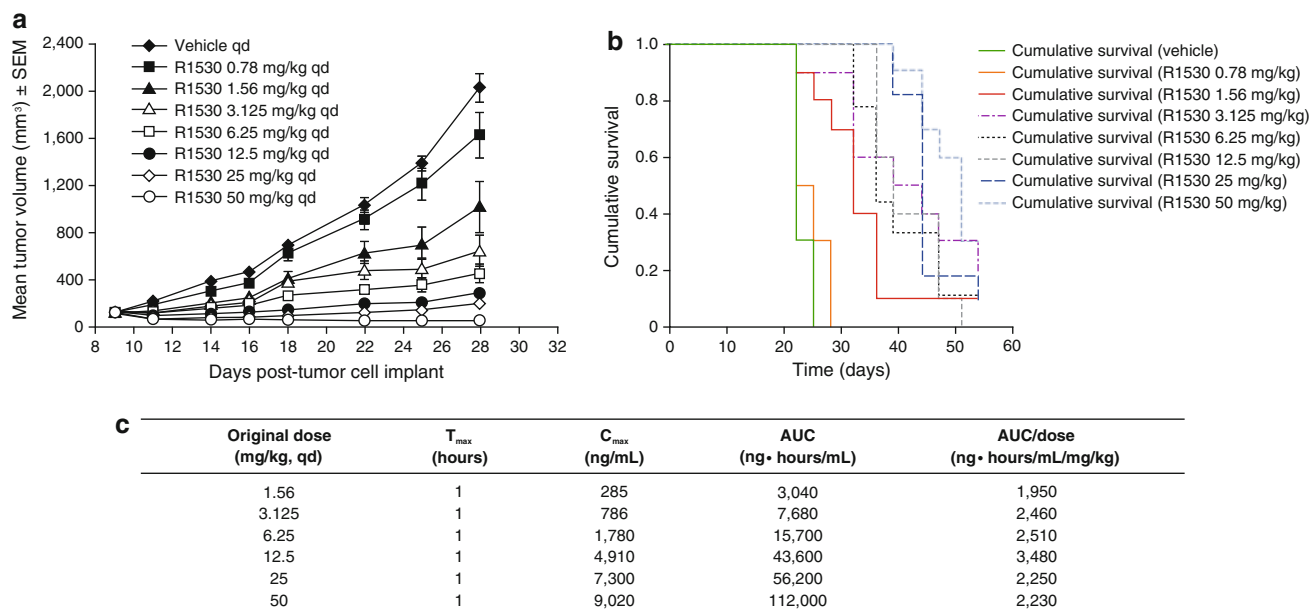 a
Mean tumor volume (mm³) ± SEM
2,400
2,000
1,600
1,200
800
400
0
8 10 12 14 16 18 20 22 24 26 28 30 32
Days post-tumor cell implant
Vehicle qd
R1530 0.78 mg/kg qd
R1530 1.56 mg/kg qd
R1530 3.125 mg/kg qd
R1530 6.25 mg/kg qd
R1530 12.5 mg/kg qd
R1530 25 mg/kg qd
R1530 50 mg/kg qd
b
Cumulative survival
1.0
0.8
0.6
0.4
0.2
0
0 10 20 30 40 50 60
Time (days)
Cumulative survival (vehicle)
Cumulative survival (R1530 0.78 mg/kg)
Cumulative survival (R1530 1.56 mg/kg)
Cumulative survival (R1530 3.125 mg/kg)
Cumulative survival (R1530 6.25 mg/kg)
Cumulative survival (R1530 12.5 mg/kg)
Cumulative survival (R1530 25 mg/kg)
Cumulative survival (R1530 50 mg/kg)
c
Original dose Tmax Cmax AUC AUC/dose
(mg/kg, qd) (hours) (ng/mL) (ng• hours/mL) (ng• hours/mL/mg/kg)
1.56 1 285 3,040 1,950
3.125 1 786 7,680 2,460
6.25 1 1,780 15,700 2,510
12.5 1 4,910 43,600 3,480
25 1 7,300 56,200 2,250
50 1 9,020 112,000 2,230